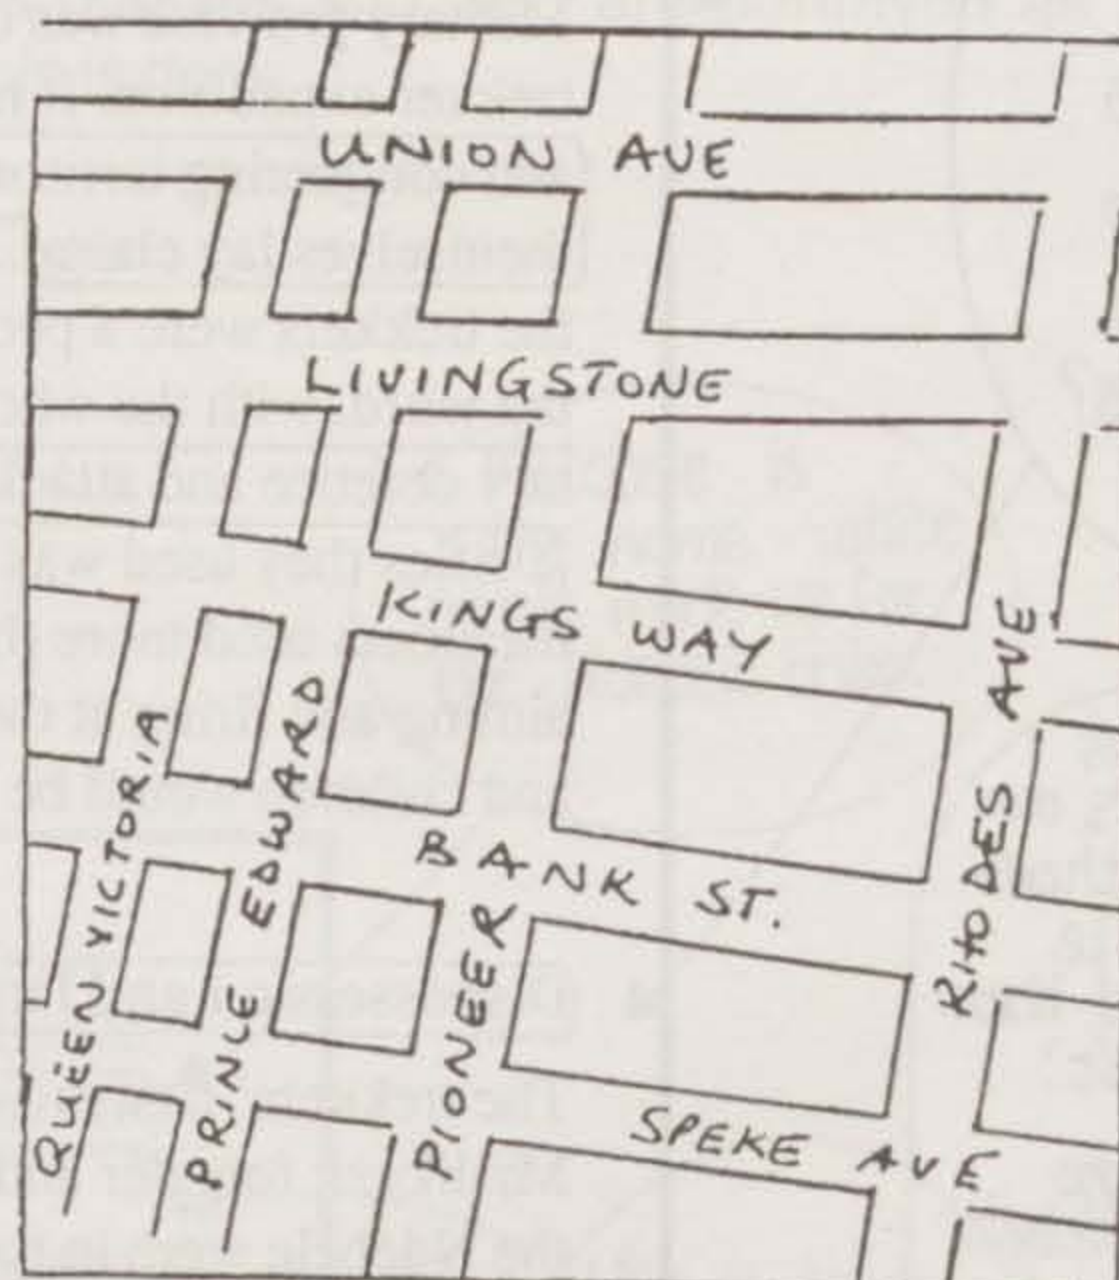 UNION AVE
LIVINGSTONE
KINGS WAY
BANK ST.
SPEKE AVE
QUEEN VICTORIA
PRINCE EDWARD
PIONEER
RHODES AVE